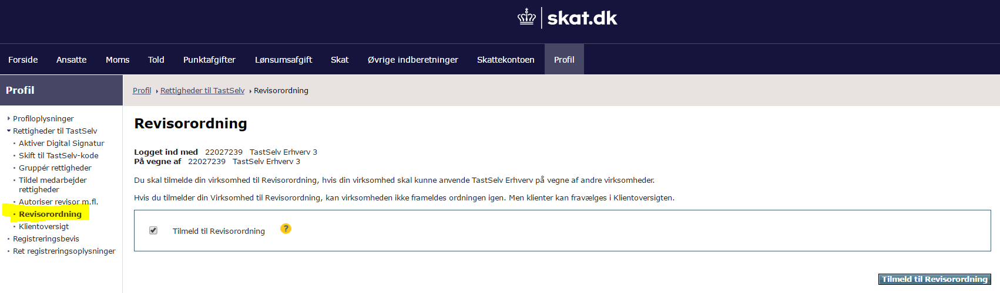 skat.dk
Forside Ansatte Moms Told Punktafgifter Lønsumsafgift Skat Øvrige indberetninger Skattekontoen Profil
Profil
Profiloplysninger
Rettigheder til TastSelv
Aktiver Digital Signatur
Skift til TastSelv-kode
Gruppér rettigheder
Tildel medarbejder
rettigheder
Autoriser revisor m.fl.
Revisorordning
Klientoversigt
Registreringsbevis
Ret registreringsoplysninger
Profil Rettigheder til TastSelv Revisorordning
Revisorordning
Logget ind med 22027239 TastSelv Erhverv 3
På vegne af 22027239 TastSelv Erhverv 3
Du skal tilmelde din virksomhed til Revisorordning, hvis din virksomhed skal kunne anvende TastSelv Erhverv på vegne af andre virksomheder.
Hvis du tilmelder din Virksomhed til Revisorordning, kan virksomheden ikke frameldes ordningen igen. Men klienter kan fravælges i Klientoversigten.
Tilmeld til Revisorordning ?
Tilmeld til Revisorordning